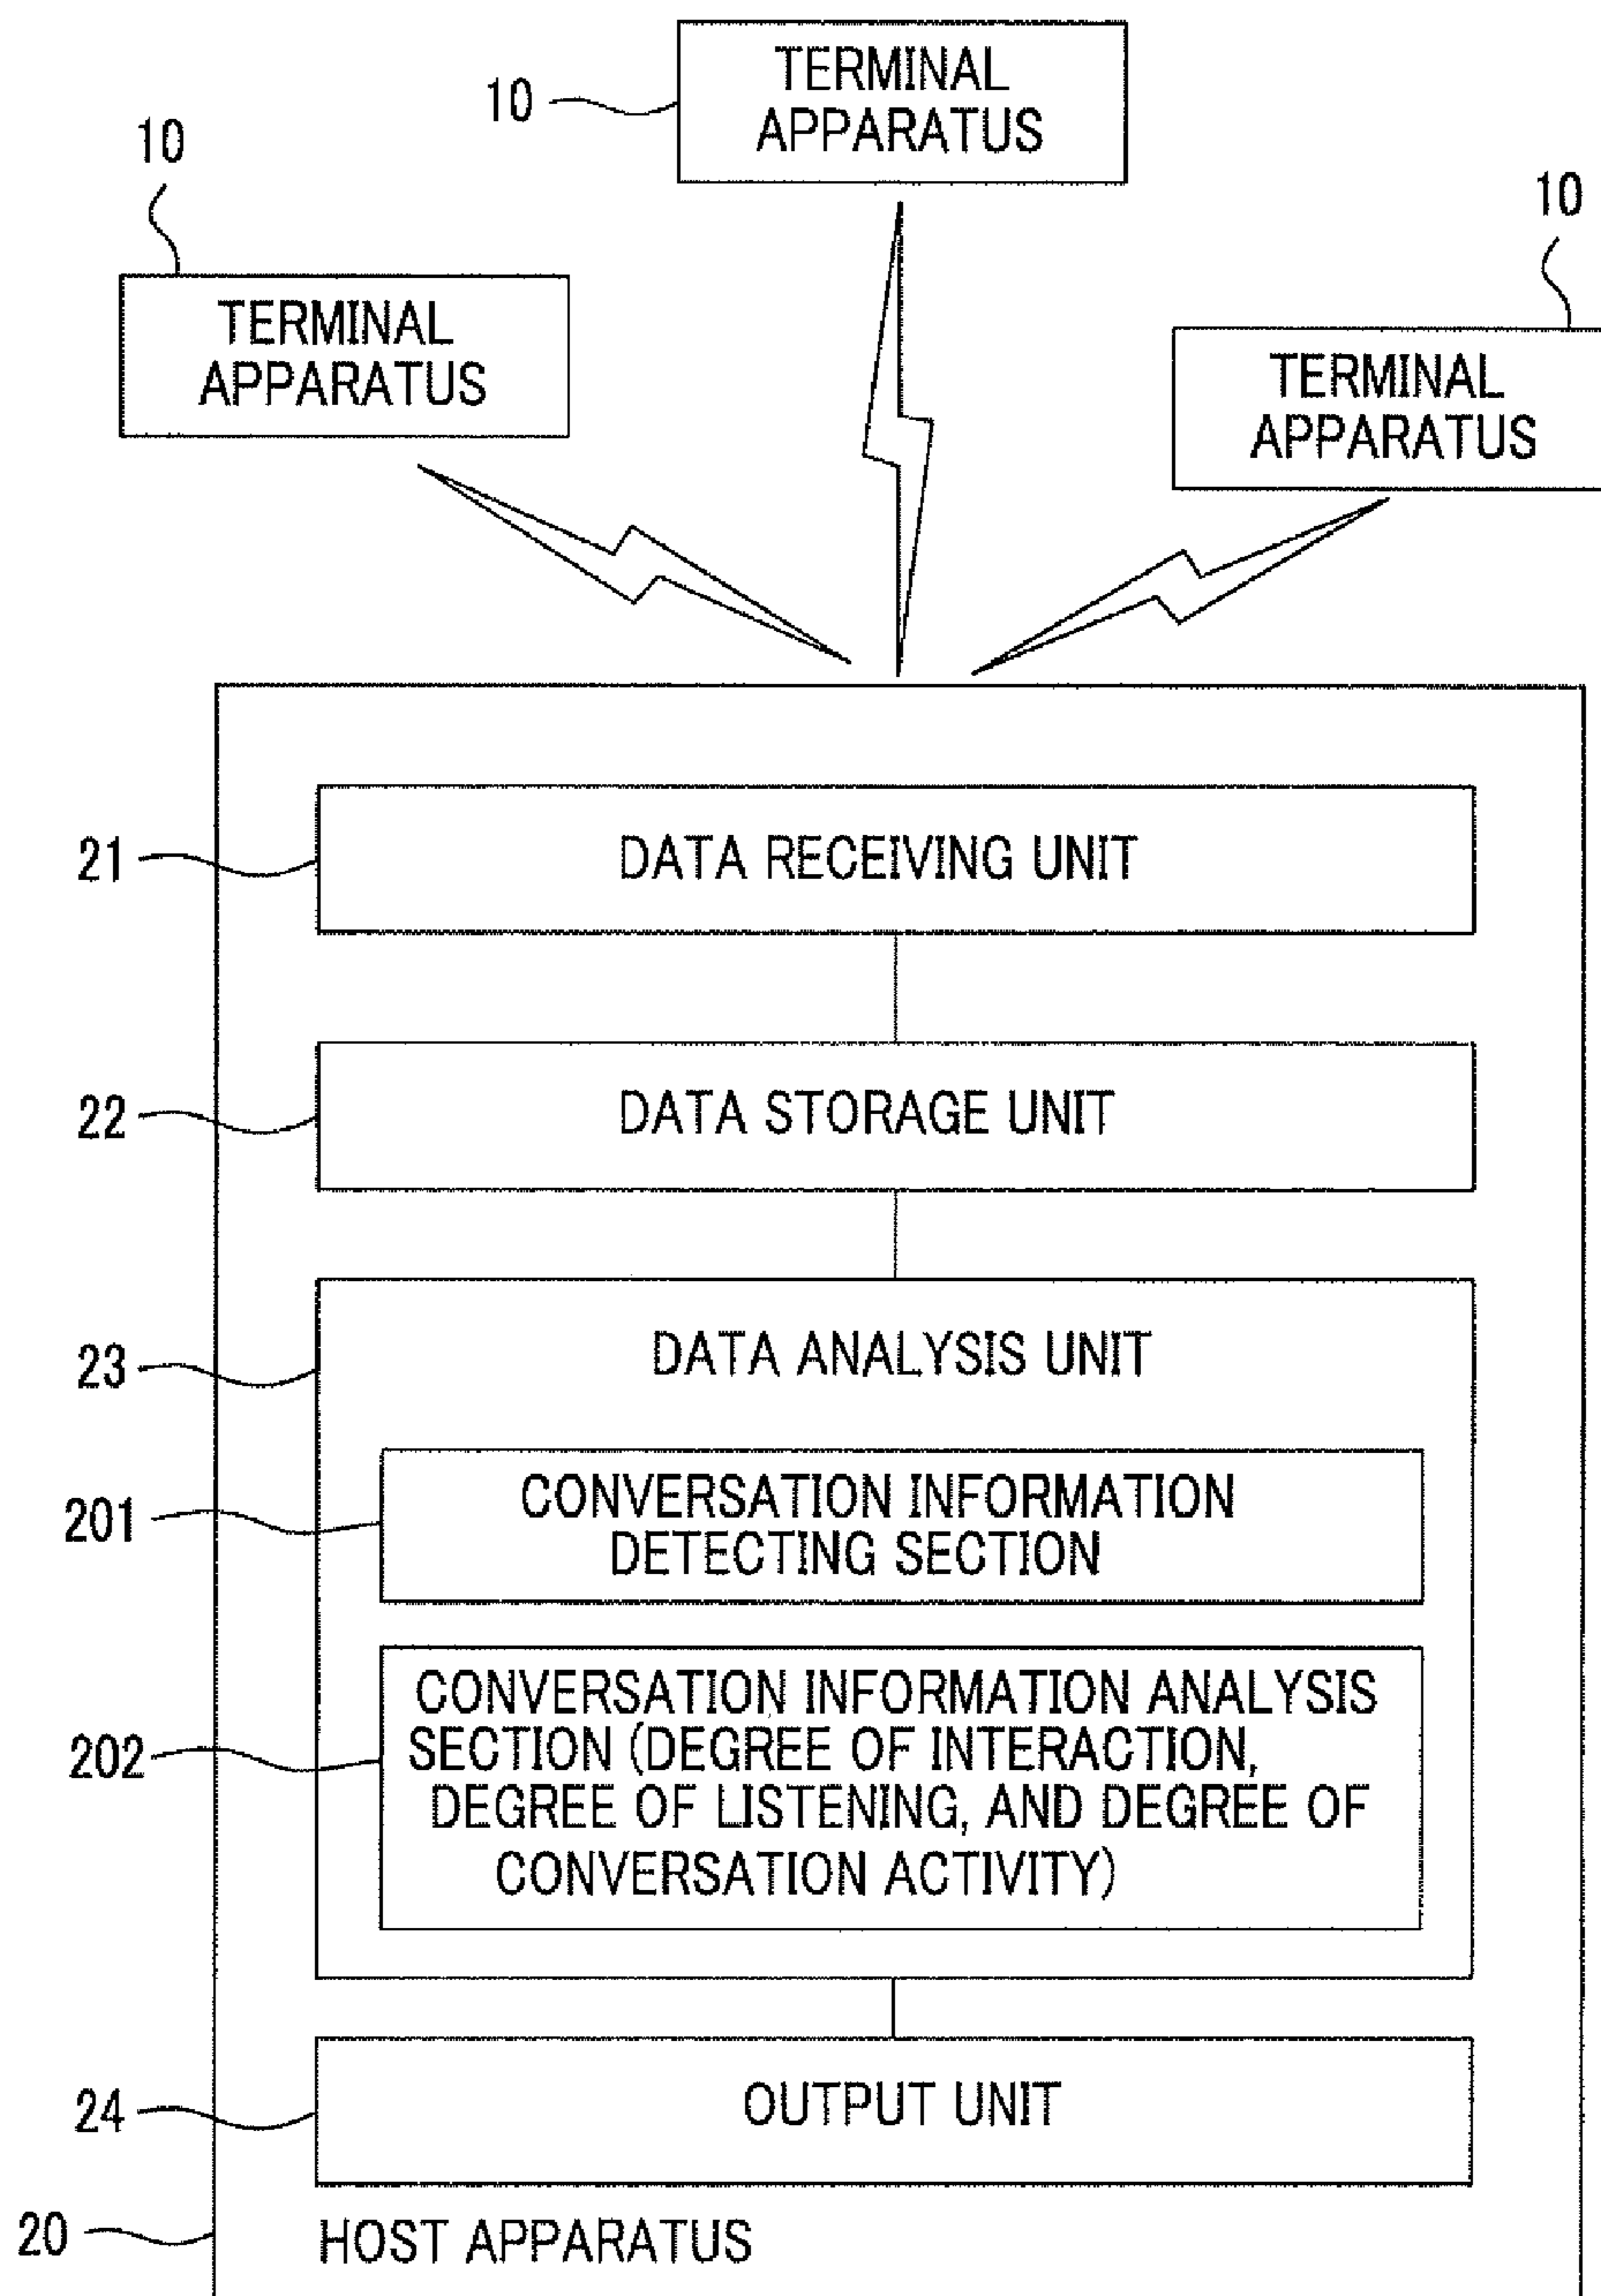 10
TERMINAL
APPARATUS
10
TERMINAL
APPARATUS
10
TERMINAL
APPARATUS
21
DATA RECEIVING UNIT
22
DATA STORAGE UNIT
23
DATA ANALYSIS UNIT
201
CONVERSATION INFORMATION
DETECTING SECTION
202
CONVERSATION INFORMATION ANALYSIS
SECTION (DEGREE OF INTERACTION,
DEGREE OF LISTENING, AND DEGREE OF
CONVERSATION ACTIVITY)
24
OUTPUT UNIT
20
HOST APPARATUS